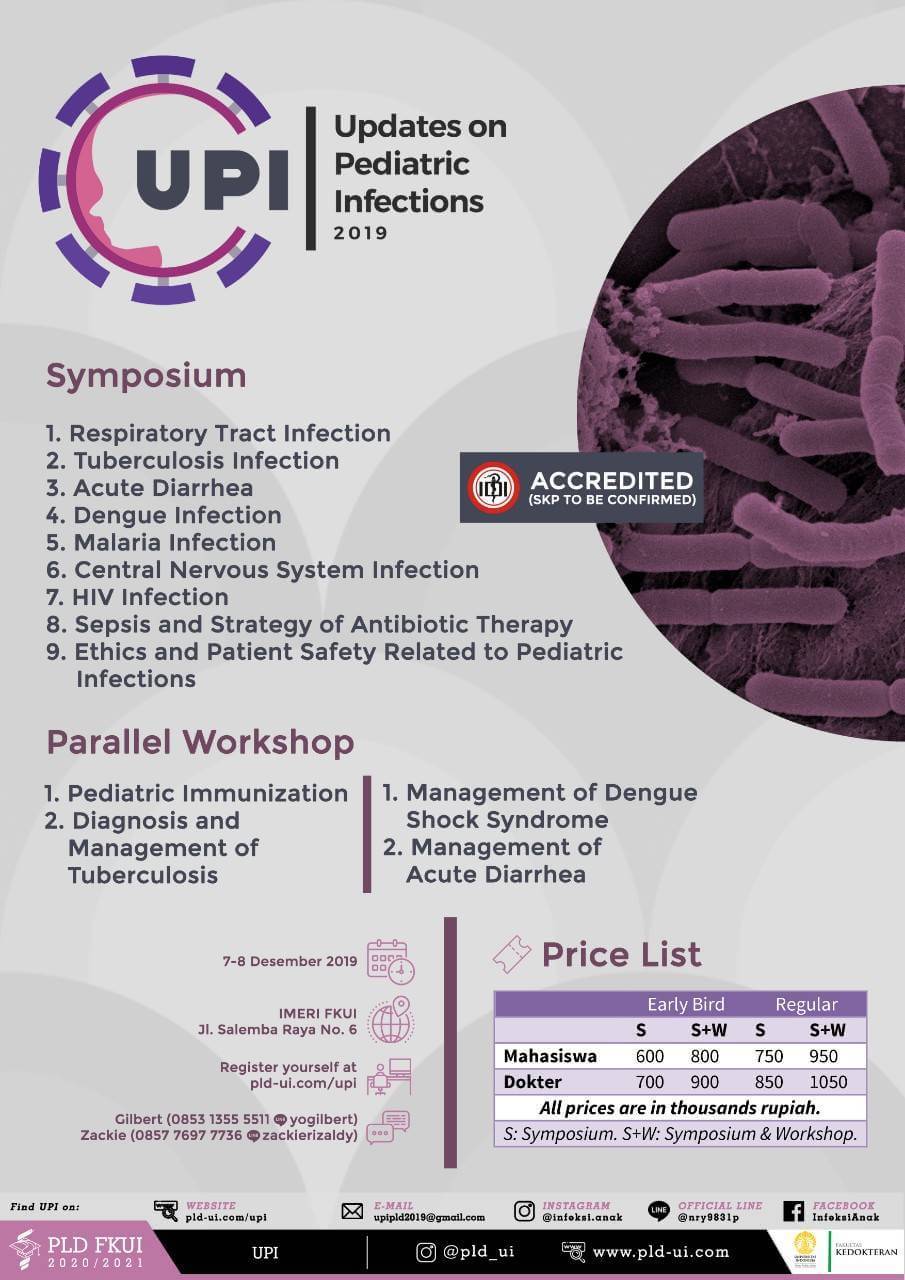 UPI
Updates on
Pediatric
Infections
2019
Symposium
1. Respiratory Tract Infection
2. Tuberculosis Infection
3. Acute Diarrhea
4. Dengue Infection
5. Malaria Infection
6. Central Nervous System Infection
7. HIV Infection
8. Sepsis and Strategy of Antibiotic Therapy
9. Ethics and Patient Safety Related to Pediatric
Infections
IDI
ACCREDITED
(SKP TO BE CONFIRMED)
Parallel Workshop
1. Pediatric Immunization
2. Diagnosis and
Management of
Tuberculosis
1. Management of Dengue
Shock Syndrome
2. Management of
Acute Diarrhea
7-8 Desember 2019
IMERI FKUI
Jl. Salemba Raya No. 6
Register yourself at
pld-ui.com/upi
Gilbert (0853 1355 5511 yogilbert)
Zackie (0857 7697 7736 zackierizaldy)
Price List
Early Bird Regular
S S+W S S+W
Mahasiswa 600 800 750 950
Dokter 700 900 850 1050
All prices are in thousands rupiah.
S: Symposium. S+W: Symposium & Workshop.
Find UPI on:
WEBSITE
pld-ui.com/upi
E-MAIL
upipld2019@gmail.com
INSTAGRAM
@infeksi.anak
LINE
OFFICIAL LINE
@nry9831p
FACEBOOK
InfeksiAnak
PLD FKUI
2020/2021
UPI
@pld_ui
www.pld-ui.com
UNIVERSITAS
INDONESIA
FAKULTAS
KEDOKTERAN